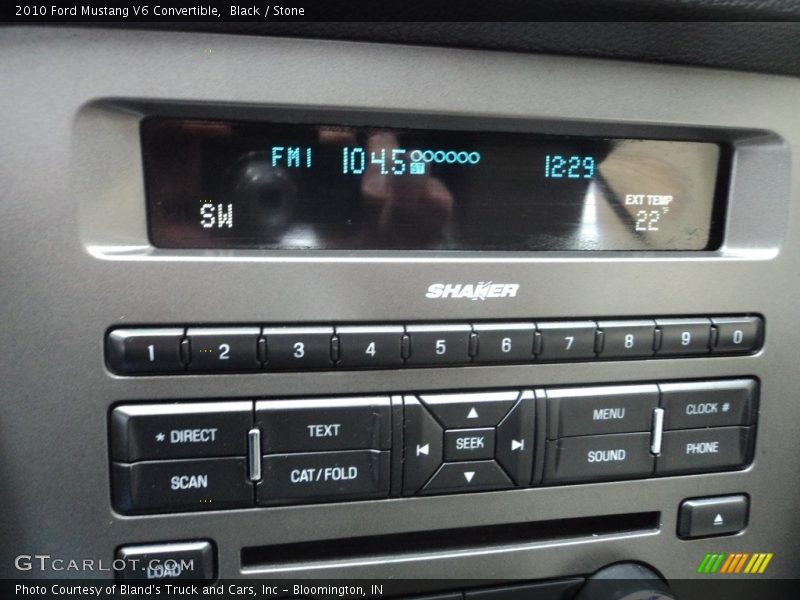 2010 Ford Mustang V6 Convertible,  Black / Stone
FM1 104.5 ST 12:29
SW
EXT TEMP
22°F
SHAKER
1 2 3 4 5 6 7 8 9 0
* DIRECT TEXT MENU CLOCK #
SEEK
SCAN CAT/FOLD SOUND PHONE
GTCARLOT.COM
LOAD
Photo Courtesy of Bland's Truck and Cars, Inc - Bloomington, IN